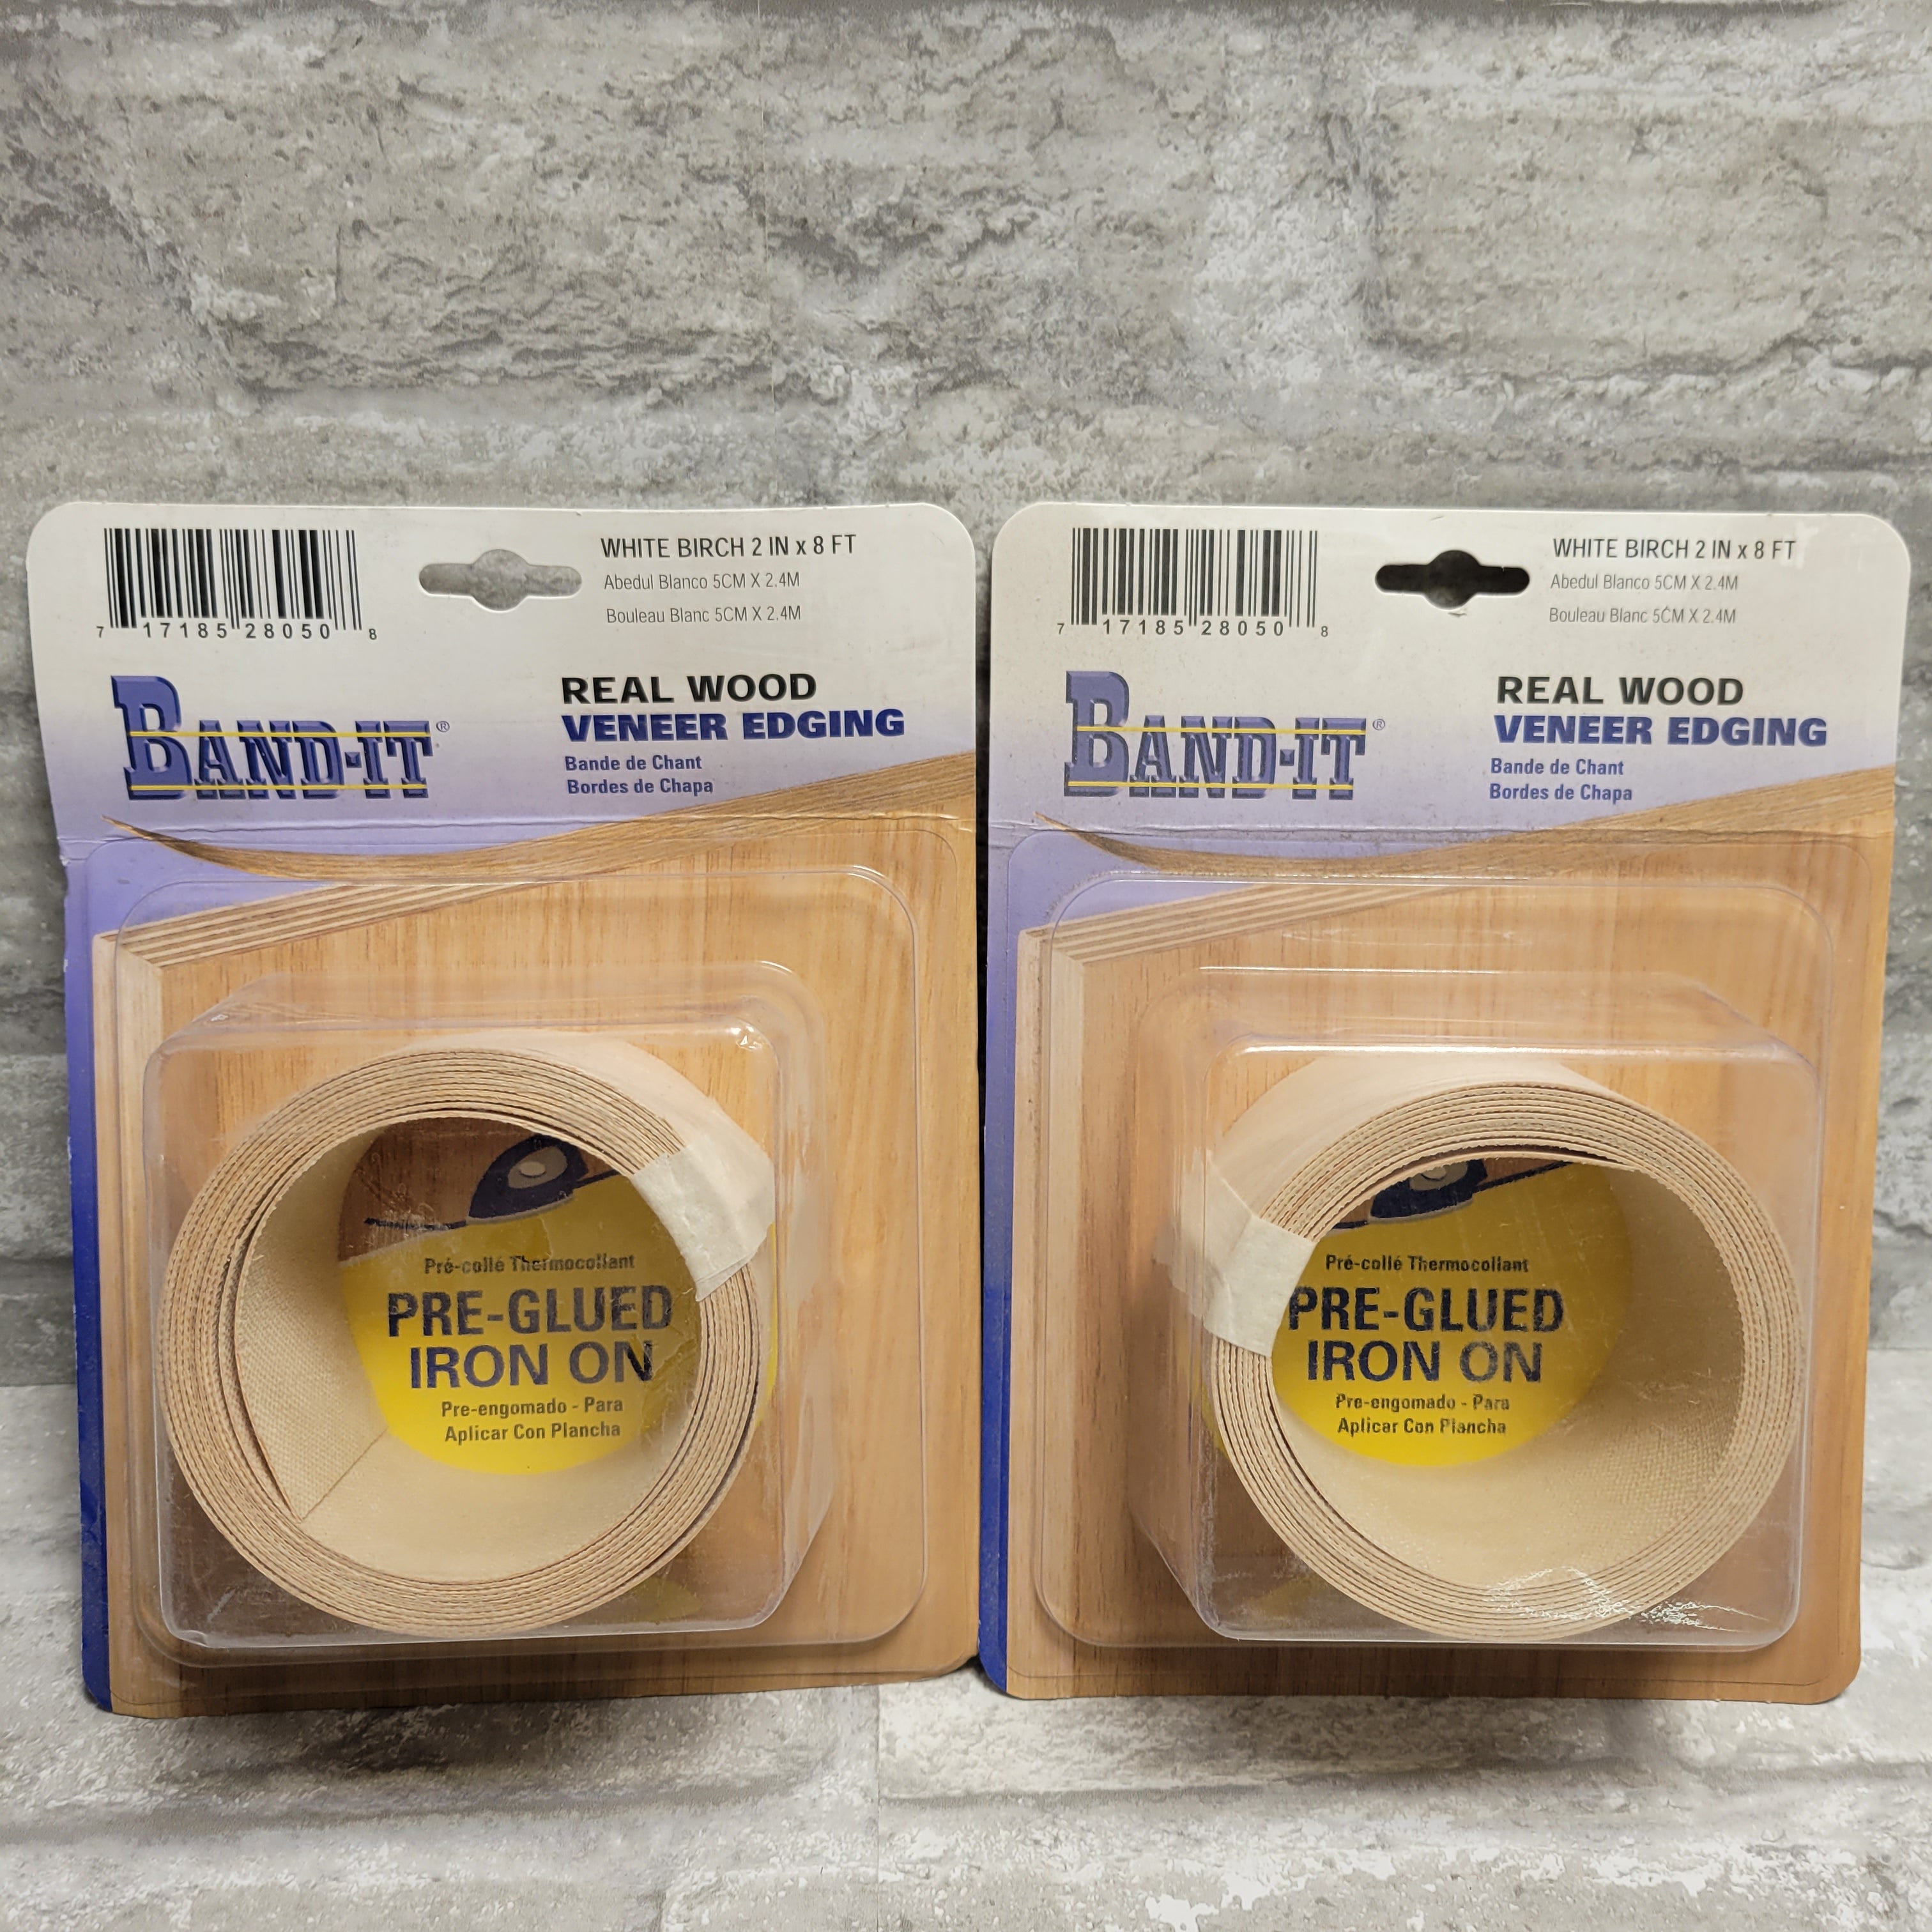 7 17185 28050 8
WHITE BIRCH 2 IN x 8 FT
Abedul Blanco 5CM X 2.4M
Bouleau Blanc 5CM X 2.4M
BAND-IT®
REAL WOOD
VENEER EDGING
Bande de Chant
Bordes de Chapa
Pré-collé Thermocollant
PRE-GLUED
IRON ON
Pre-engomado - Para
Aplicar Con Plancha
7 17185 28050 8
WHITE BIRCH 2 IN x 8 FT
Abedul Blanco 5CM X 2.4M
Bouleau Blanc 5CM X 2.4M
BAND-IT®
REAL WOOD
VENEER EDGING
Bande de Chant
Bordes de Chapa
Pré-collé Thermocollant
PRE-GLUED
IRON ON
Pre-engomado - Para
Aplicar Con Plancha